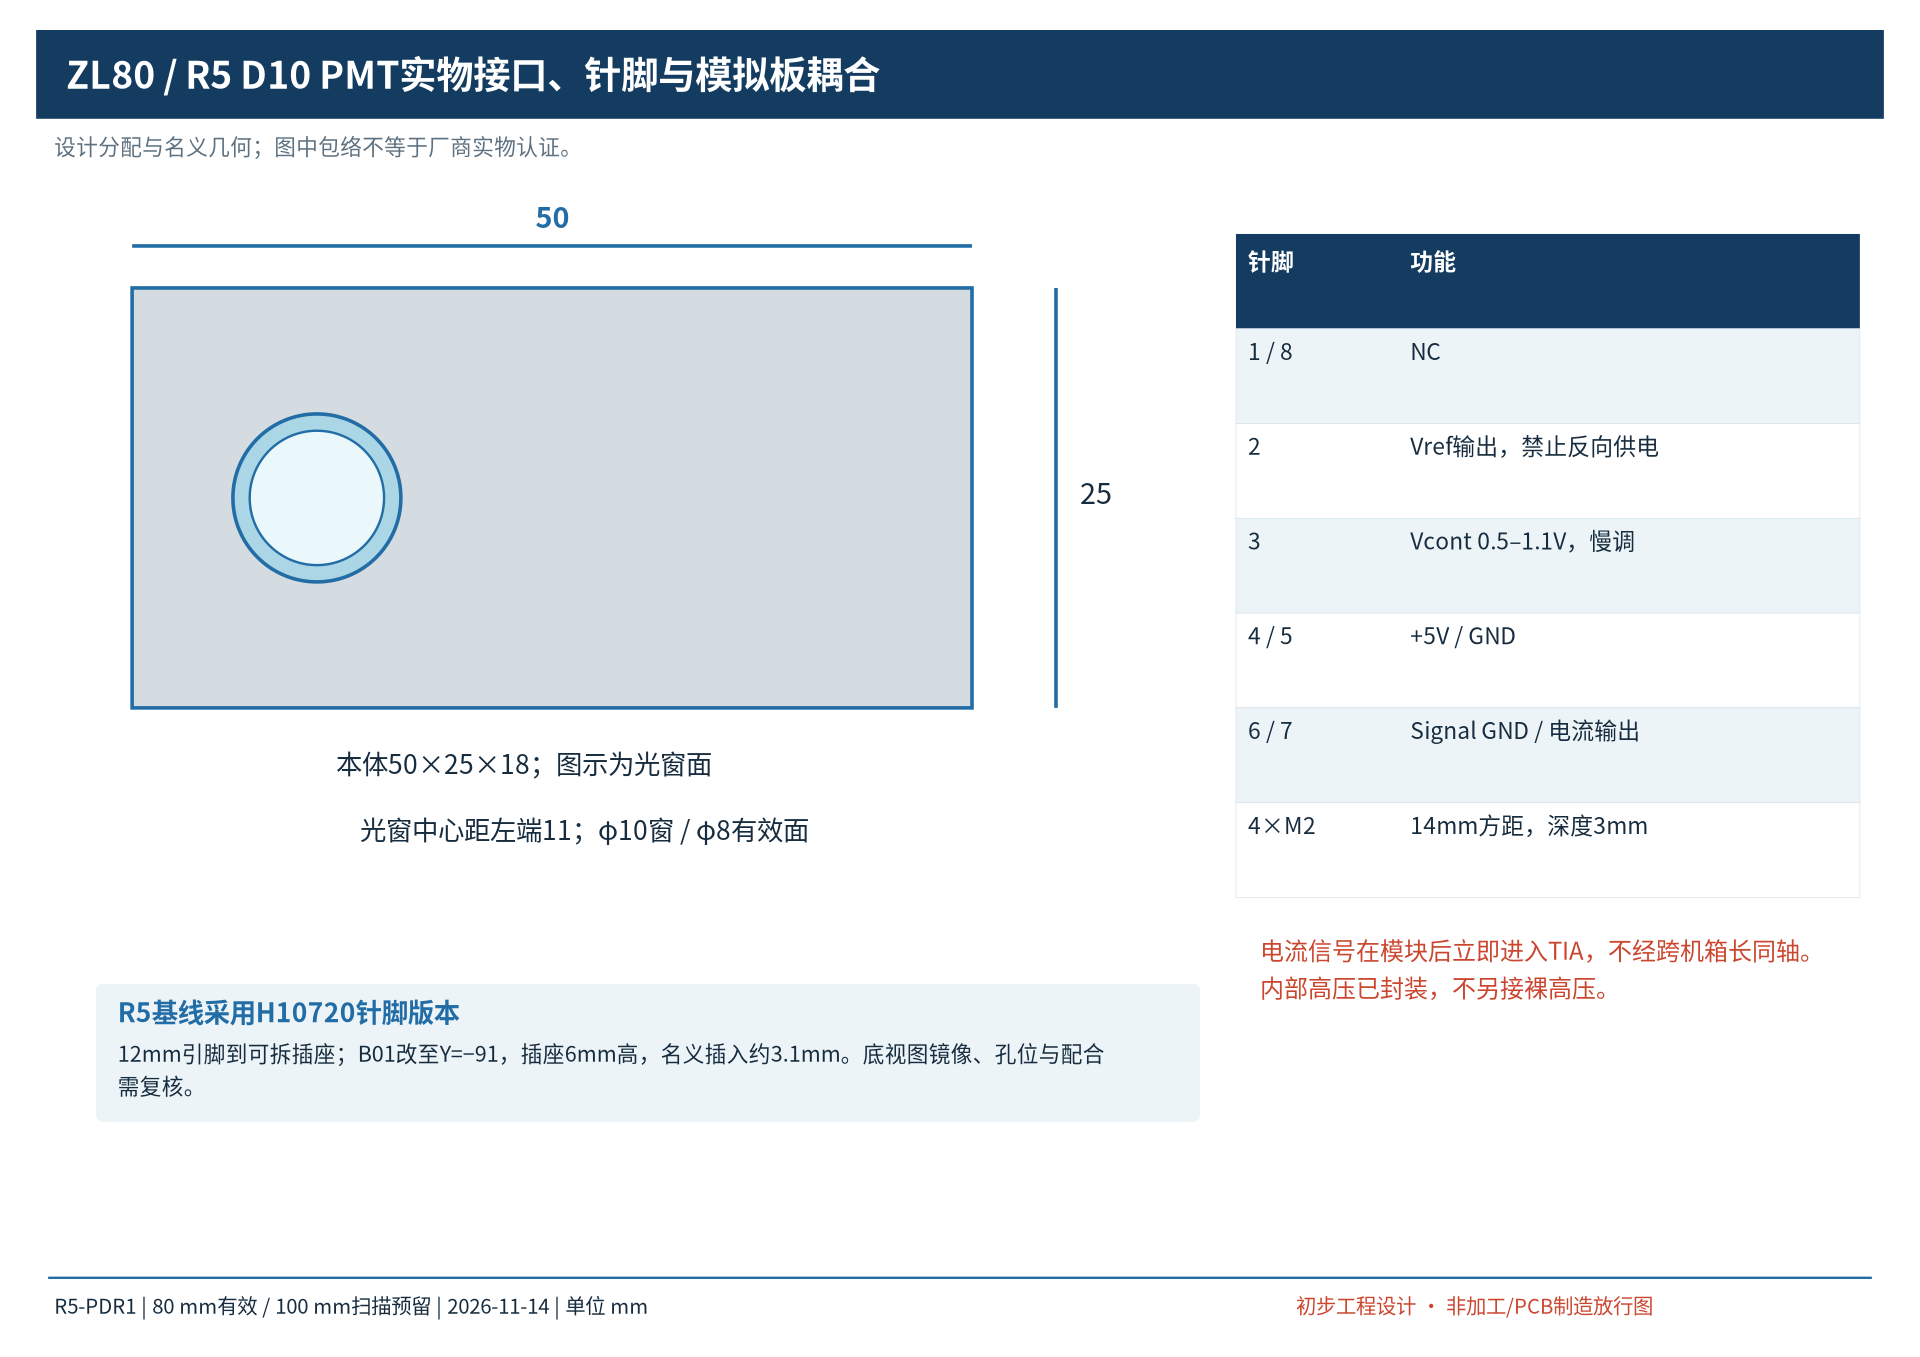 ZL80 / R5 D10 PMT实物接口、针脚与模拟板耦合
设计分配与名义几何；图中包络不等于厂商实物认证。
50
25
本体50×25×18；图示为光窗面
光窗中心距左端11；φ10窗 / φ8有效面
针脚 功能
1 / 8 NC
2 Vref输出，禁止反向供电
3 Vcont 0.5–1.1V，慢调
4 / 5 +5V / GND
6 / 7 Signal GND / 电流输出
4×M2 14mm方距，深度3mm
电流信号在模块后立即进入TIA，不经跨机箱长同轴。
内部高压已封装，不另接裸高压。
R5基线采用H10720针脚版本
12mm引脚到可拆插座；B01改至Y=−91，插座6mm高，名义插入约3.1mm。底视图镜像、孔位与配合
需复核。
R5-PDR1 | 80 mm有效 / 100 mm扫描预留 | 2026-11-14 | 单位 mm
初步工程设计 · 非加工/PCB制造放行图